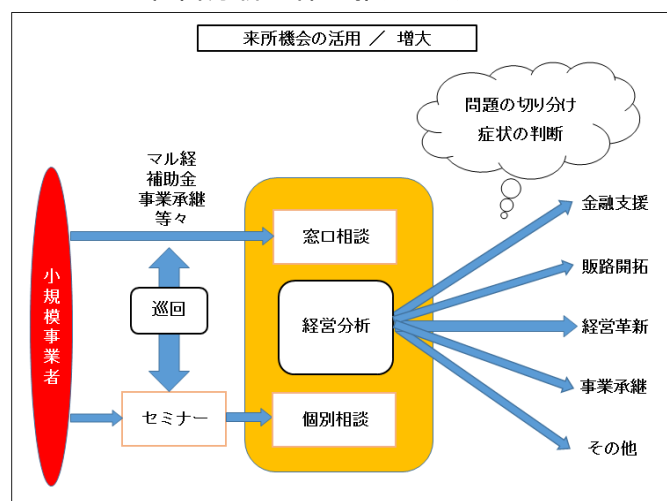 来所機会の活用 ／ 増大
問題の切り分け
症状の判断
マル経
補助金
事業承継
等々
小規模事業者
巡回
セミナー
窓口相談
経営分析
個別相談
金融支援
販路開拓
経営革新
事業承継
その他